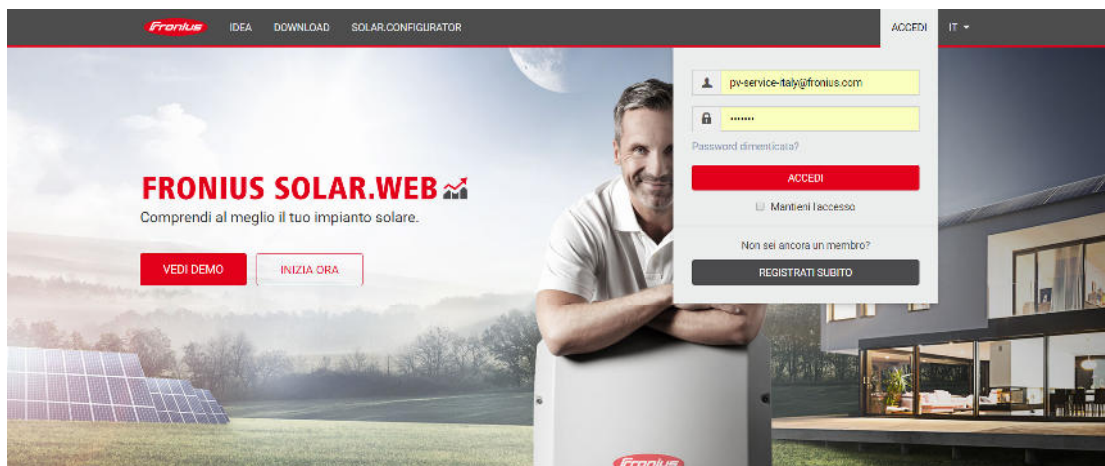 Fronius IDEA DOWNLOAD SOLAR.CONFIGURATOR ACCEDI IT
pv-service-italy@fronius.com
•••••••
Password dimenticata?
ACCEDI
Mantieni l'accesso
Non sei ancora un membro?
REGISTRATI SUBITO
FRONIUS SOLAR.WEB
Comprendi al meglio il tuo impianto solare.
VEDI DEMO INIZIA ORA
Fronius